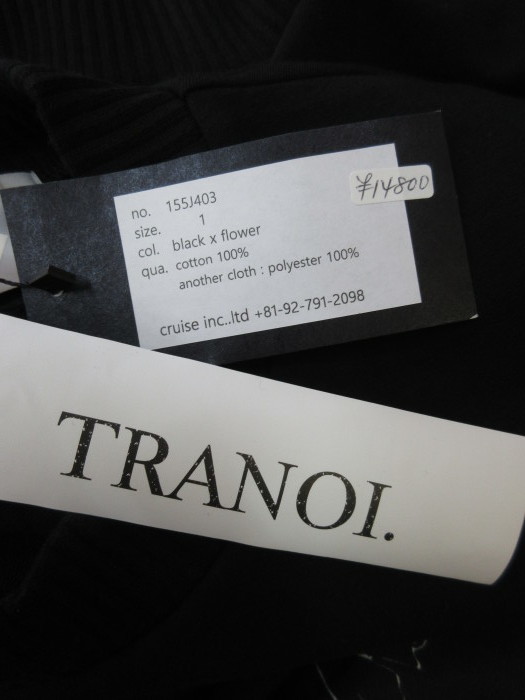 no. 155J403
¥14800
size. 1
col. black x flower
qua. cotton 100%
another cloth : polyester 100%
cruise inc..ltd +81-92-791-2098
TRANOI.